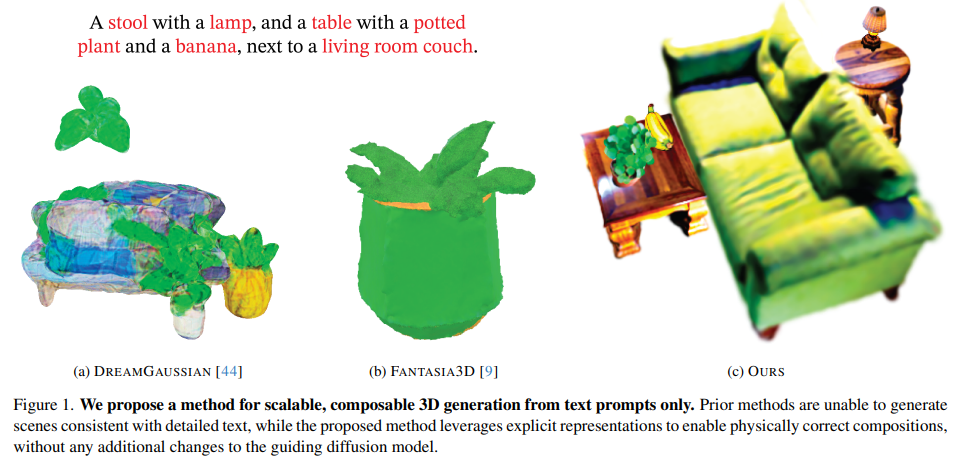 A stool with a lamp, and a table with a potted
plant and a banana, next to a living room couch.
(a) DREAMGAUSSIAN [44]
(b) FANTASIA3D [9]
(c) OURS
Figure 1. We propose a method for scalable, composable 3D generation from text prompts only. Prior methods are unable to generate
scenes consistent with detailed text, while the proposed method leverages explicit representations to enable physically correct compositions,
without any additional changes to the guiding diffusion model.